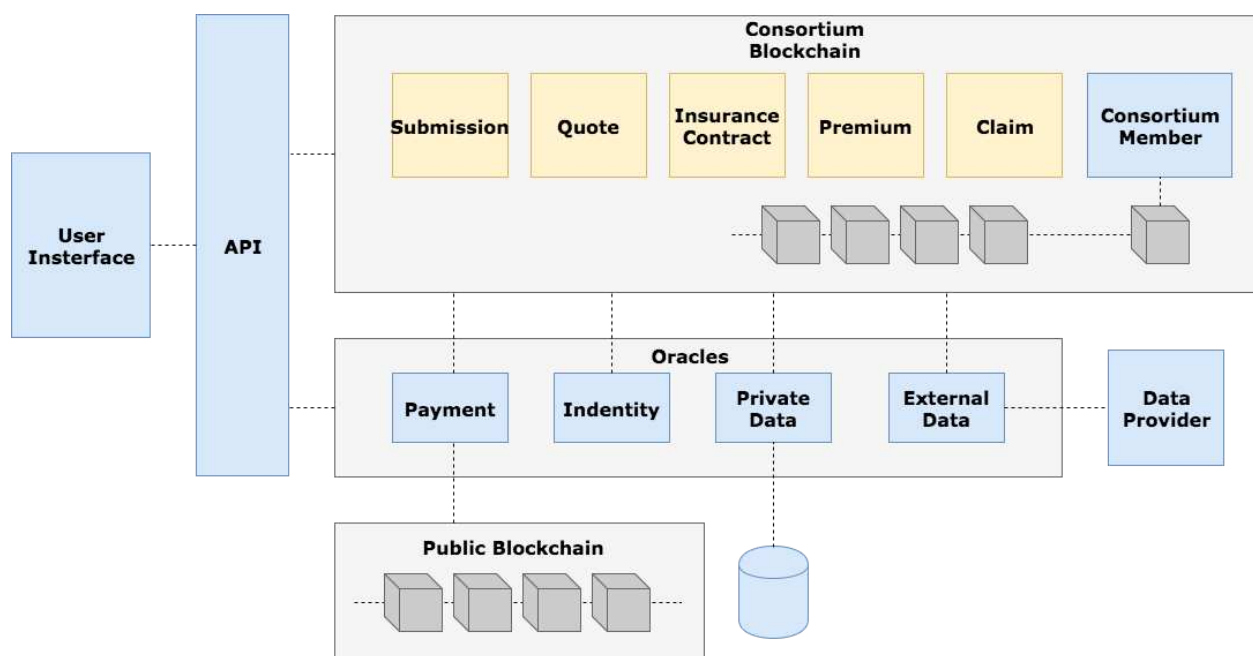 Consortium
Blockchain
Submission
Quote
Insurance
Contract
Premium
Claim
Consortium
Member
User
Insterface
API
Oracles
Payment
Indentity
Private
Data
External
Data
Data
Provider
Public Blockchain